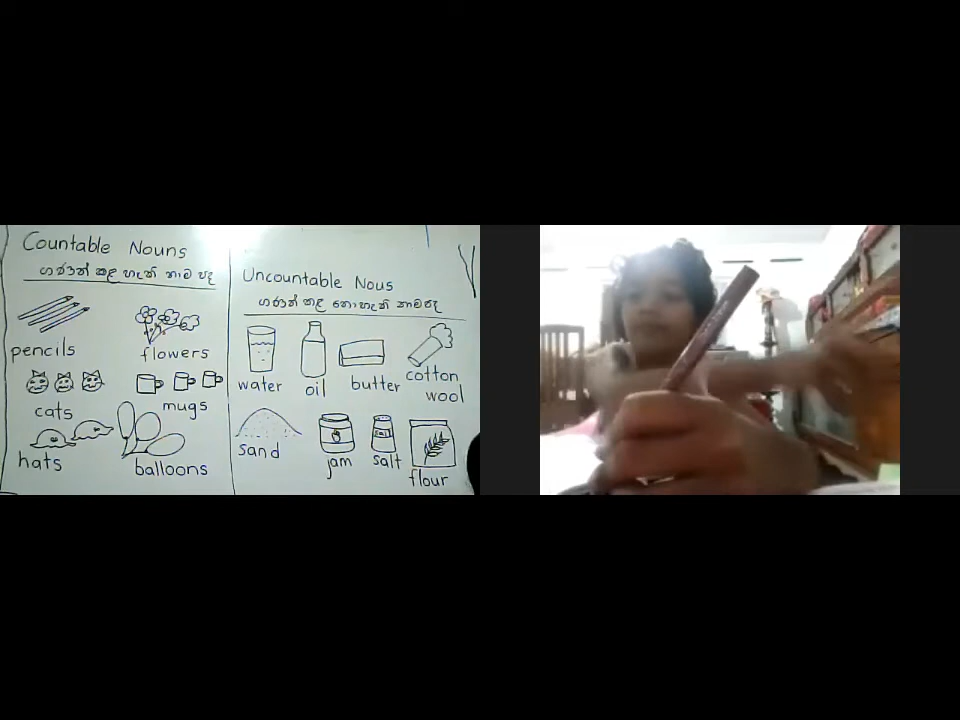 Countable Nouns
ගණන් කළ හැකි නාම පද
pencils
flowers
cats
mugs
hats
balloons
Uncountable Nous
ගණන් කළ නොහැකි නාමපද
water
oil
butter
cotton
wool
sand
jam
salt
flour